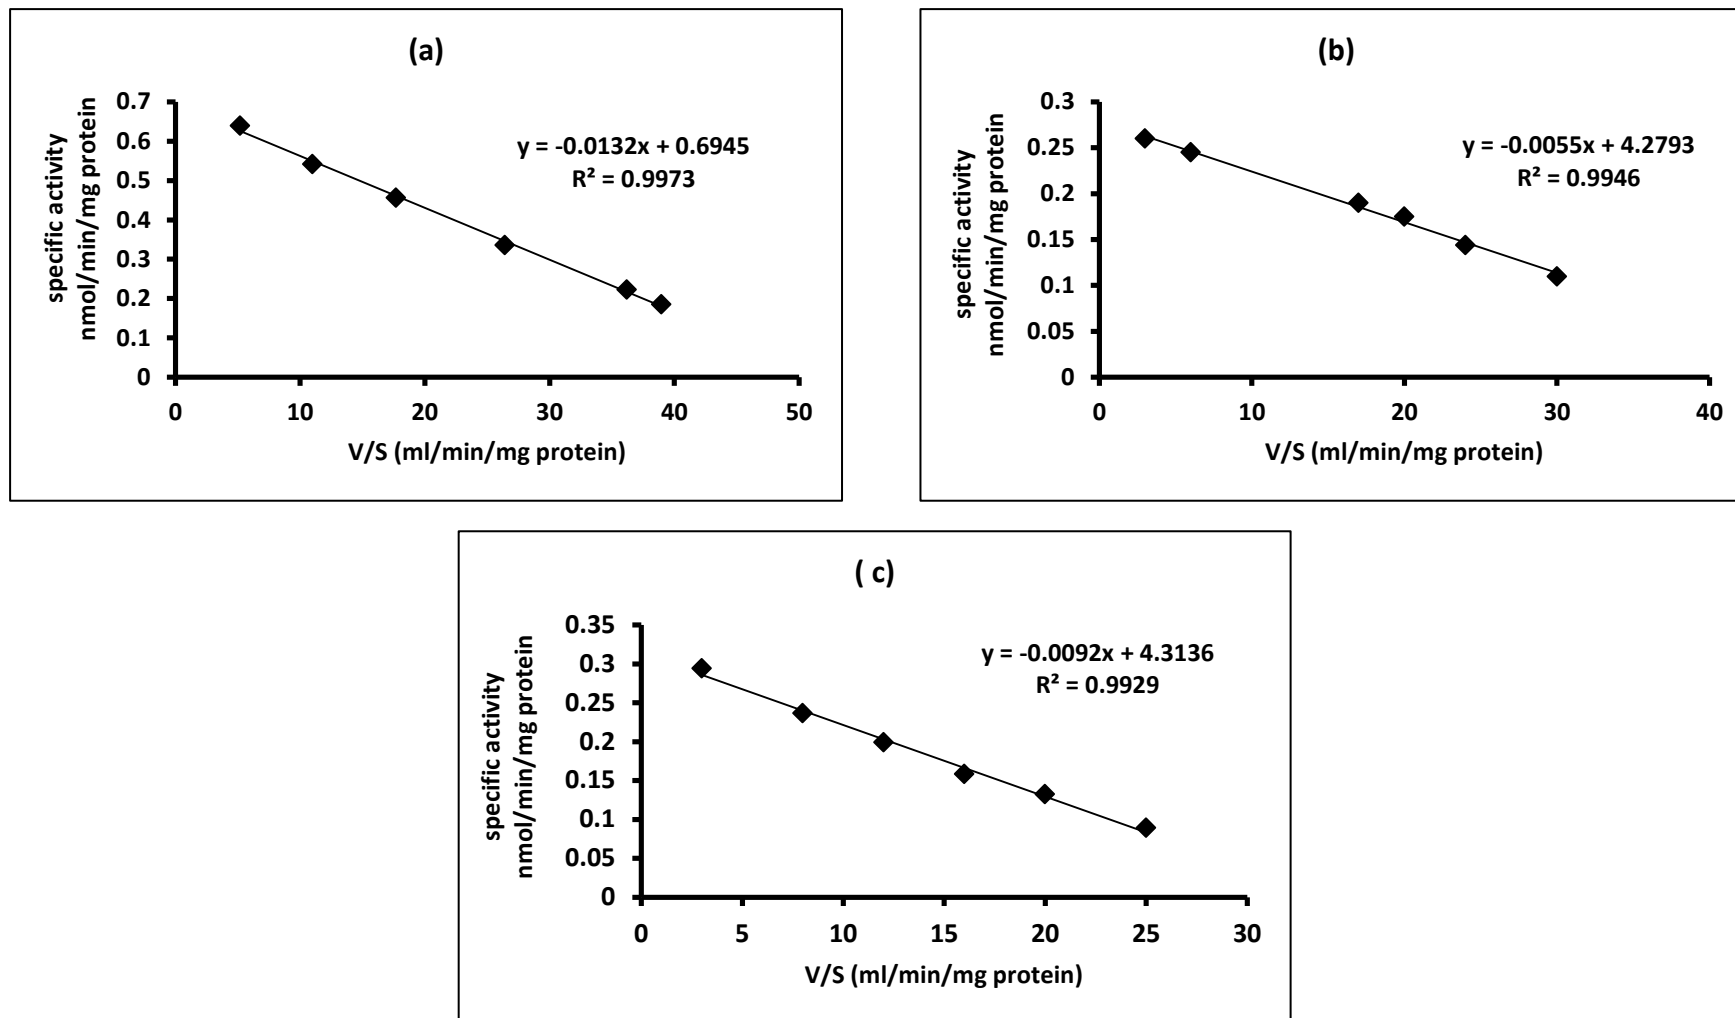 (a)
specific activity
nmol/min/mg protein
0.7
0.6
0.5
0.4
0.3
0.2
0.1
0
y = -0.0132x + 0.6945
R² = 0.9973
0 10 20 30 40 50
V/S (ml/min/mg protein)
(b)
specific activity
nmol/min/mg protein
0.3
0.25
0.2
0.15
0.1
0.05
0
y = -0.0055x + 4.2793
R² = 0.9946
0 10 20 30 40
V/S (ml/min/mg protein)
( c)
specific activity
nmol/min/mg protein
0.35
0.3
0.25
0.2
0.15
0.1
0.05
0
y = -0.0092x + 4.3136
R² = 0.9929
0 5 10 15 20 25 30
V/S (ml/min/mg protein)